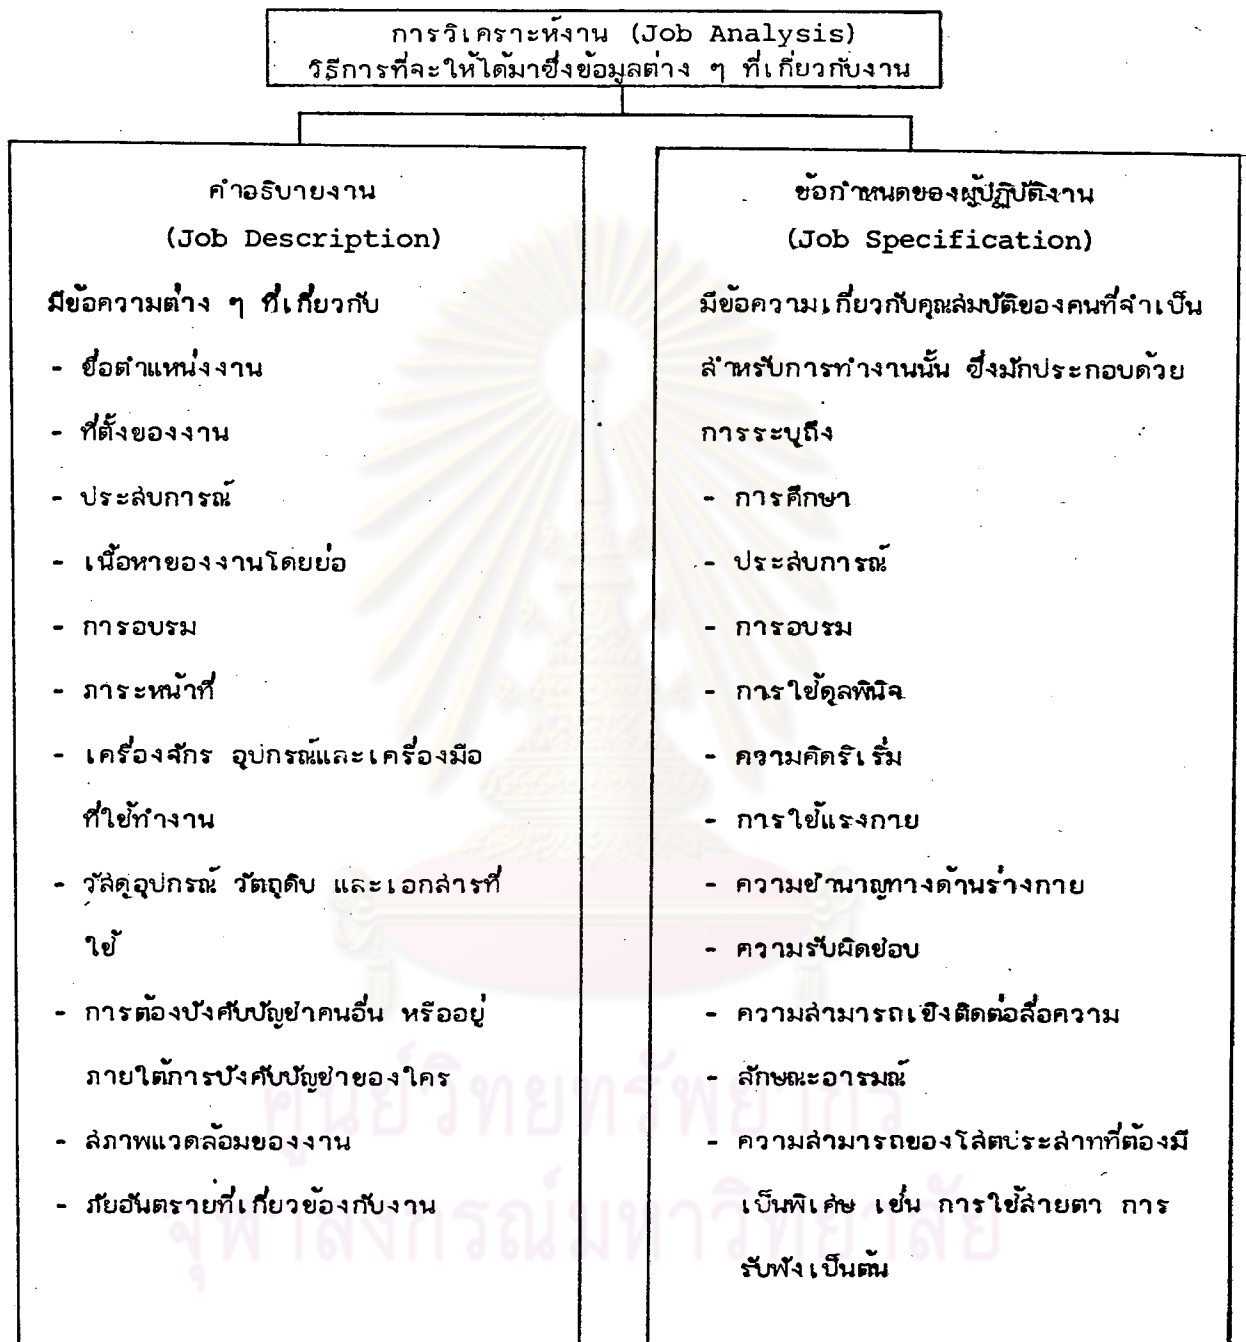 การวิเคราะห์งาน (Job Analysis)
วิธีการที่จะให้ได้มาซึ่งข้อมูลต่าง ๆ ที่เกี่ยวกับงาน
คำอธิบายงาน
(Job Description)
มีข้อความต่าง ๆ ที่เกี่ยวกับ
- ชื่อตำแหน่งงาน
- ที่ตั้งของงาน
- ประสบการณ์
- เนื้อหาของงานโดยย่อ
- การอบรม
- ภาระหน้าที่
- เครื่องจักร อุปกรณ์และเครื่องมือ
ที่ใช้ทำงาน
- วัสดุอุปกรณ์ วัตถุดิบ และเอกสารที่
ใช้
- การต้องบังคับบัญชาคนอื่น หรืออยู่
ภายใต้การบังคับบัญชาของใคร
- สภาพแวดล้อมของงาน
- ภัยอันตรายที่เกี่ยวข้องกับงาน
ข้อกำหนดของผู้ปฏิบัติงาน
(Job Specification)
มีข้อความเกี่ยวกับคุณสมบัติของคนที่จำเป็น
สำหรับการทำงานนั้น ซึ่งมักประกอบด้วย
การระบุถึง
- การศึกษา
- ประสบการณ์
- การอบรม
- การใช้ดุลพินิจ
- ความคิดริเริ่ม
- การใช้แรงกาย
- ความชำนาญทางด้านร่างกาย
- ความรับผิดชอบ
- ความสามารถเชิงติดต่อสื่อความ
- ลักษณะอารมณ์
- ความสามารถของโสตประสาทที่ต้องมี
เป็นพิเศษ เช่น การใช้สายตา การ
รับฟัง เป็นต้น
ศูนย์วิทยทรัพยากร
จุฬาลงกรณ์มหาวิทยาลัย